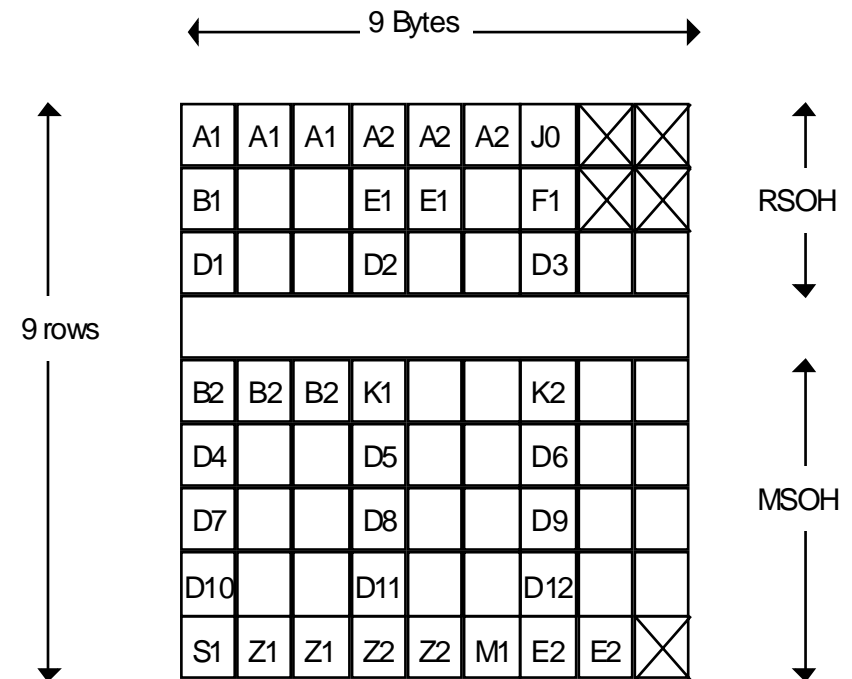 9 Bytes
A1 A1 A1 A2 A2 A2 J0
B1 E1 E1 F1
RSOH
D1 D2 D3
9 rows
B2 B2 B2 K1 K2
D4 D5 D6
MSOH
D7 D8 D9
D10 D11 D12
S1 Z1 Z1 Z2 Z2 M1 E2 E2